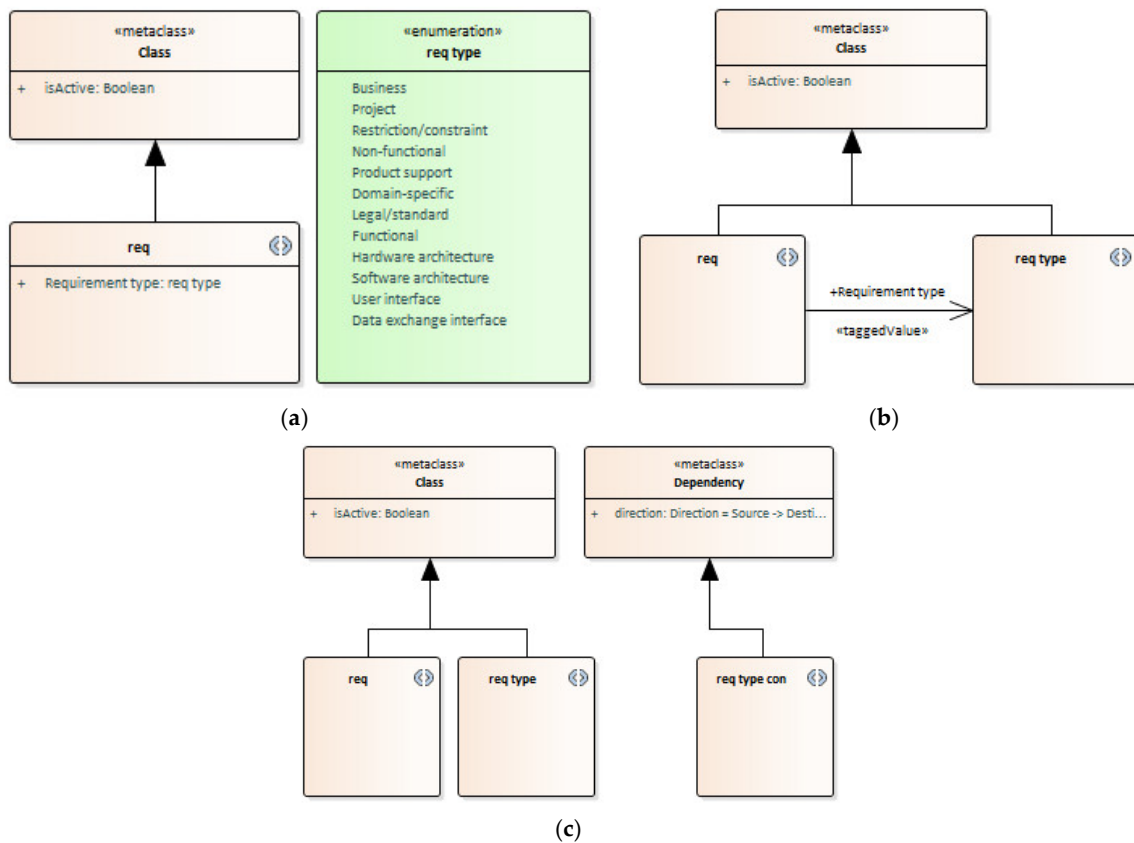 «metaclass»
Class
+ isActive: Boolean
req
+ Requirement type: req type
«enumeration»
req type
Business
Project
Restriction/constraint
Non-functional
Product support
Domain-specific
Legal/standard
Functional
Hardware architecture
Software architecture
User interface
Data exchange interface
(a)
«metaclass»
Class
+ isActive: Boolean
req
req type
+Requirement type
«taggedValue»
(b)
«metaclass»
Class
+ isActive: Boolean
«metaclass»
Dependency
+ direction: Direction = Source -> Desti...
req
req type
req type con
(c)